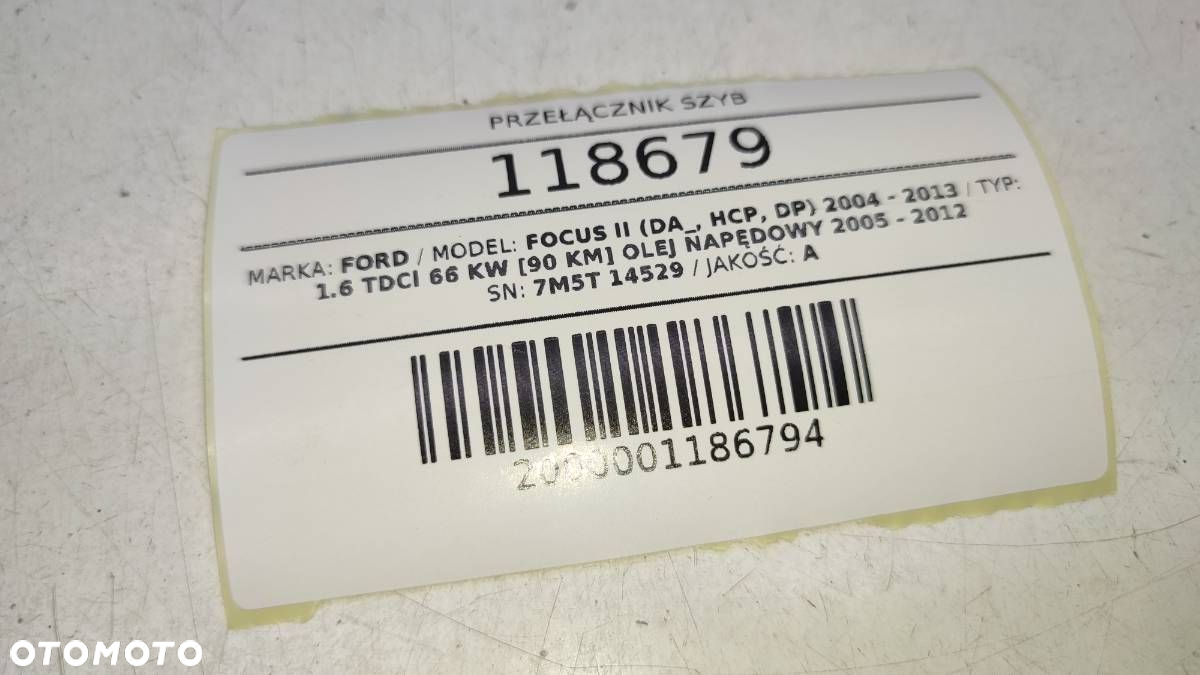 PRZEŁĄCZNIK SZYB
118679
MARKA: FORD / MODEL: FOCUS II (DA_, HCP, DP) 2004 - 2013 / TYP:
1.6 TDCI 66 KW [90 KM] OLEJ NAPĘDOWY 2005 - 2012
SN: 7M5T 14529 / JAKOŚĆ: A
2000001186794
OTOMOTO